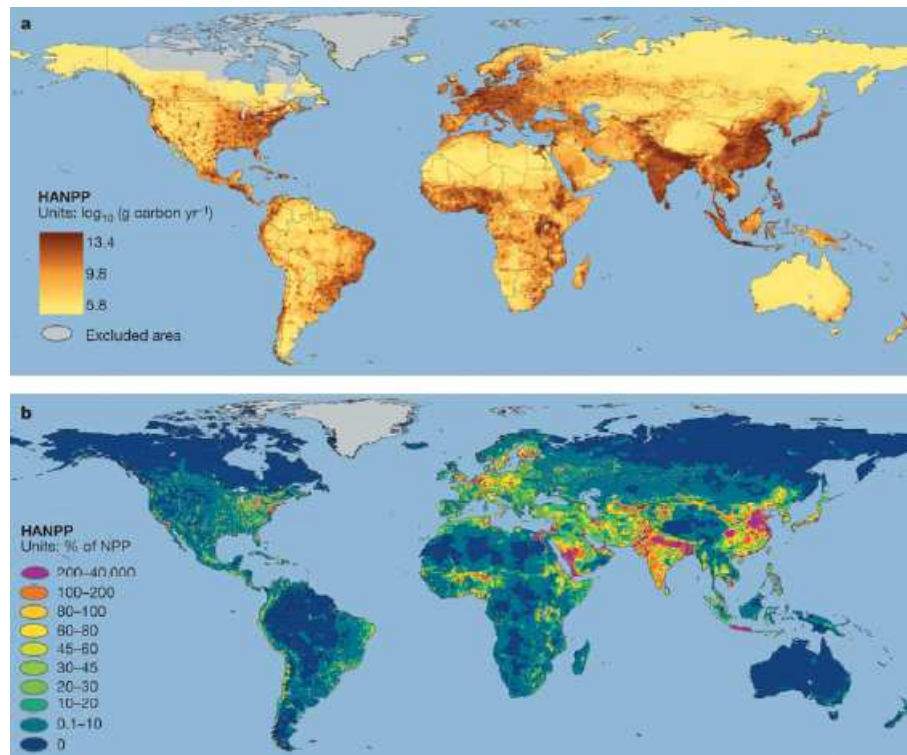 a
HANPP
Units: log₁₀ (g carbon yr⁻¹)
13.4
9.8
5.8
Excluded area
b
HANPP
Units: % of NPP
200–40,000
100–200
80–100
60–80
45–60
30–45
20–30
10–20
0.1–10
0